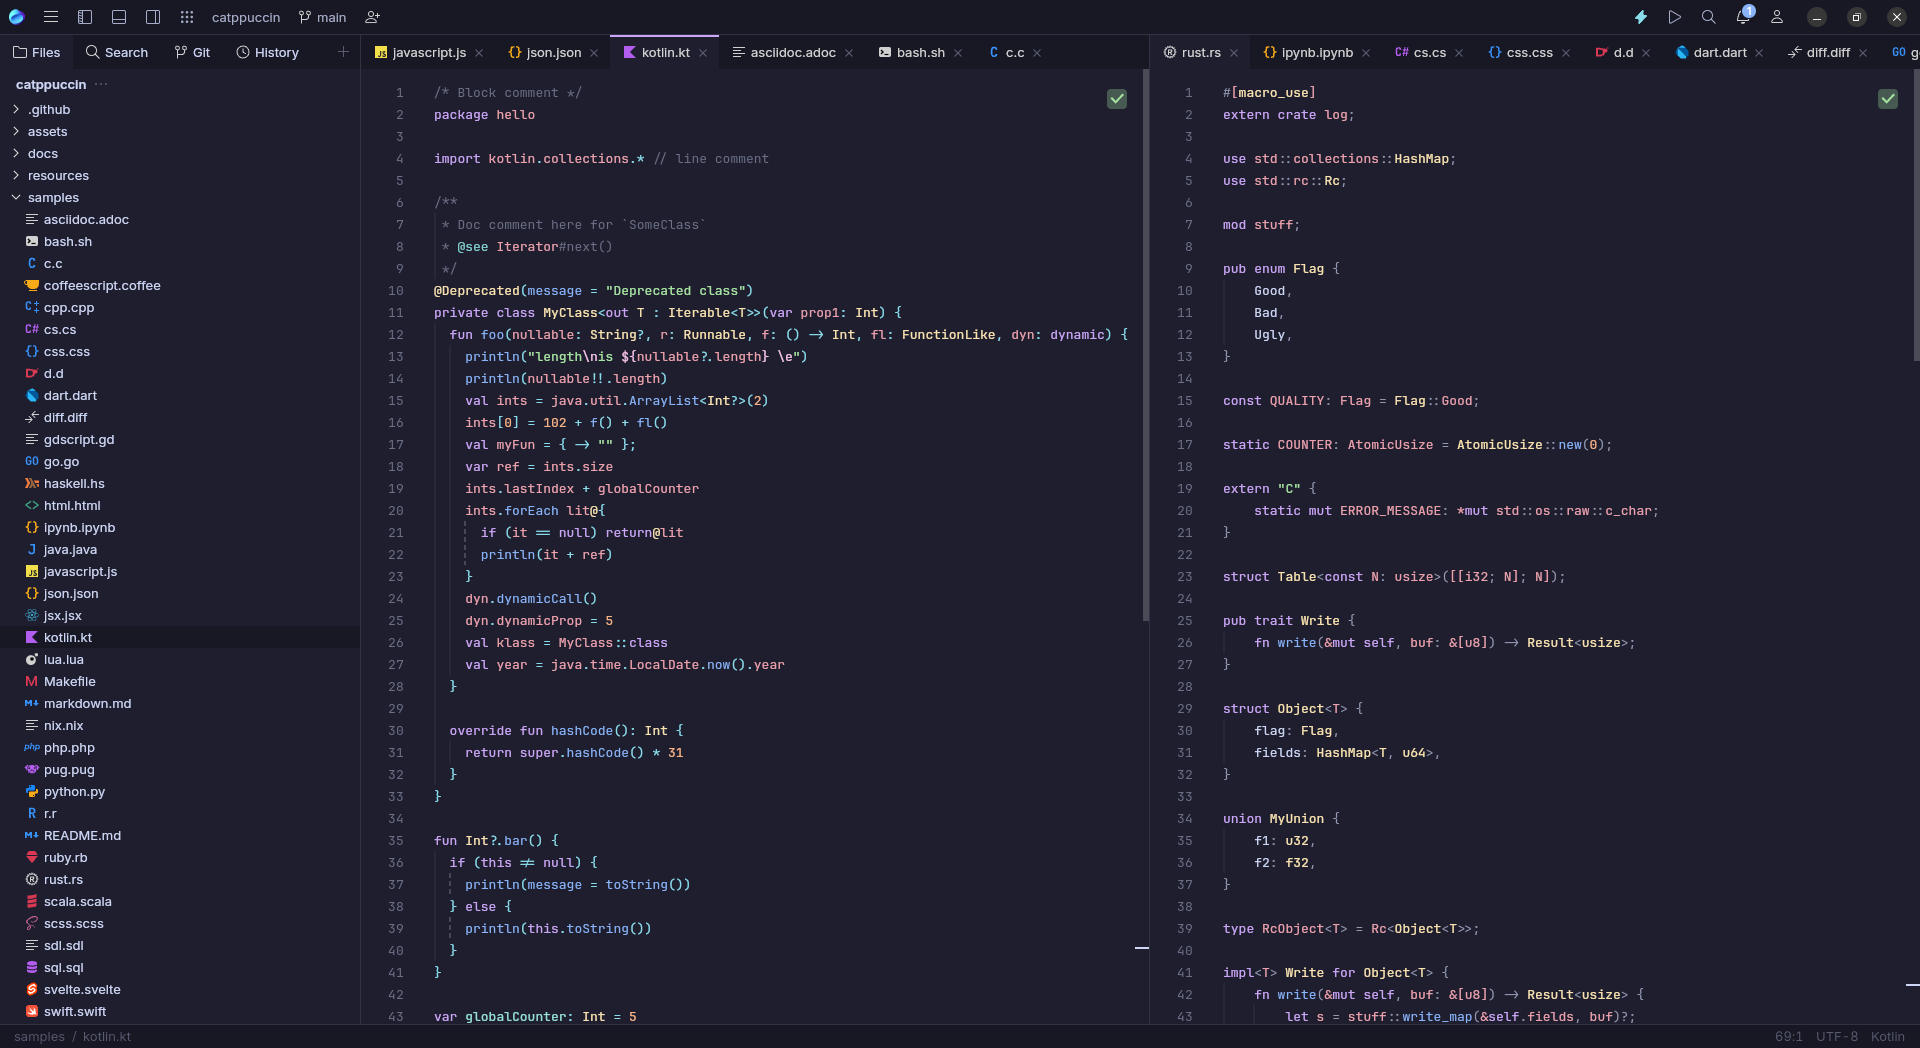 catppuccin main 1
Files Search Git History
javascript.js json.json kotlin.kt asciidoc.adoc bash.sh c.c
rust.rs ipynb.ipynb cs.cs css.css d.d dart.dart diff.diff
catppuccin ...
.github
assets
docs
resources
samples
asciidoc.adoc
bash.sh
c.c
coffeescript.coffee
cpp.cpp
cs.cs
css.css
d.d
dart.dart
diff.diff
gdscript.gd
go.go
haskell.hs
html.html
ipynb.ipynb
java.java
javascript.js
json.json
jsx.jsx
kotlin.kt
lua.lua
Makefile
markdown.md
nix.nix
php.php
pug.pug
python.py
r.r
README.md
ruby.rb
rust.rs
scala.scala
scss.scss
sdl.sdl
sql.sql
svelte.svelte
swift.swift
1 /* Block comment */
2 package hello
3
4 import kotlin.collections.* // line comment
5
6 /**
7 * Doc comment here for `SomeClass`
8 * @see Iterator#next()
9 */
10 @Deprecated(message = "Deprecated class")
11 private class MyClass<out T : Iterable<T>>(var prop1: Int) {
12 fun foo(nullable: String?, r: Runnable, f: () -> Int, fl: FunctionLike, dyn: dynamic) {
13 println("length\nis ${nullable?.length} \e")
14 println(nullable!!.length)
15 val ints = java.util.ArrayList<Int?>(2)
16 ints[0] = 102 + f() + fl()
17 val myFun = { -> "" };
18 var ref = ints.size
19 ints.lastIndex + globalCounter
20 ints.forEach lit@{
21 if (it == null) return@lit
22 println(it + ref)
23 }
24 dyn.dynamicCall()
25 dyn.dynamicProp = 5
26 val klass = MyClass::class
27 val year = java.time.LocalDate.now().year
28 }
29
30 override fun hashCode(): Int {
31 return super.hashCode() * 31
32 }
33 }
34
35 fun Int?.bar() {
36 if (this != null) {
37 println(message = toString())
38 } else {
39 println(this.toString())
40 }
41 }
42
43 var globalCounter: Int = 5
1 #[macro_use]
2 extern crate log;
3
4 use std::collections::HashMap;
5 use std::rc::Rc;
6
7 mod stuff;
8
9 pub enum Flag {
10 Good,
11 Bad,
12 Ugly,
13 }
14
15 const QUALITY: Flag = Flag::Good;
16
17 static COUNTER: AtomicUsize = AtomicUsize::new(0);
18
19 extern "C" {
20 static mut ERROR_MESSAGE: *mut std::os::raw::c_char;
21 }
22
23 struct Table<const N: usize>([[i32; N]; N]);
24
25 pub trait Write {
26 fn write(&mut self, buf: &[u8]) -> Result<usize>;
27 }
28
29 struct Object<T> {
30 flag: Flag,
31 fields: HashMap<T, u64>,
32 }
33
34 union MyUnion {
35 f1: u32,
36 f2: f32,
37 }
38
39 type RcObject<T> = Rc<Object<T>>;
40
41 impl<T> Write for Object<T> {
42 fn write(&mut self, buf: &[u8]) -> Result<usize> {
43 let s = stuff::write_map(&self.fields, buf)?;
samples / kotlin.kt 69:1 UTF-8 Kotlin